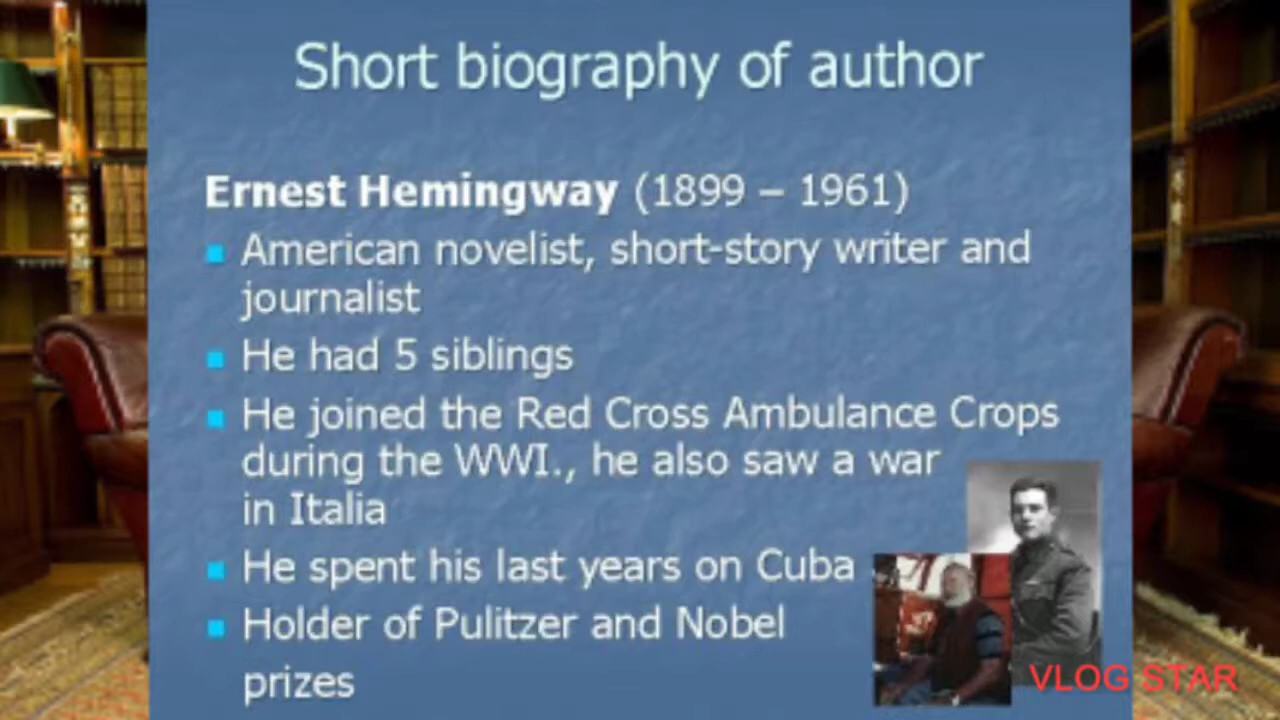 Short biography of author
Ernest Hemingway (1899 – 1961)
American novelist, short-story writer and
journalist
He had 5 siblings
He joined the Red Cross Ambulance Crops
during the WWI., he also saw a war
in Italia
He spent his last years on Cuba
Holder of Pulitzer and Nobel
prizes
VLOG STAR